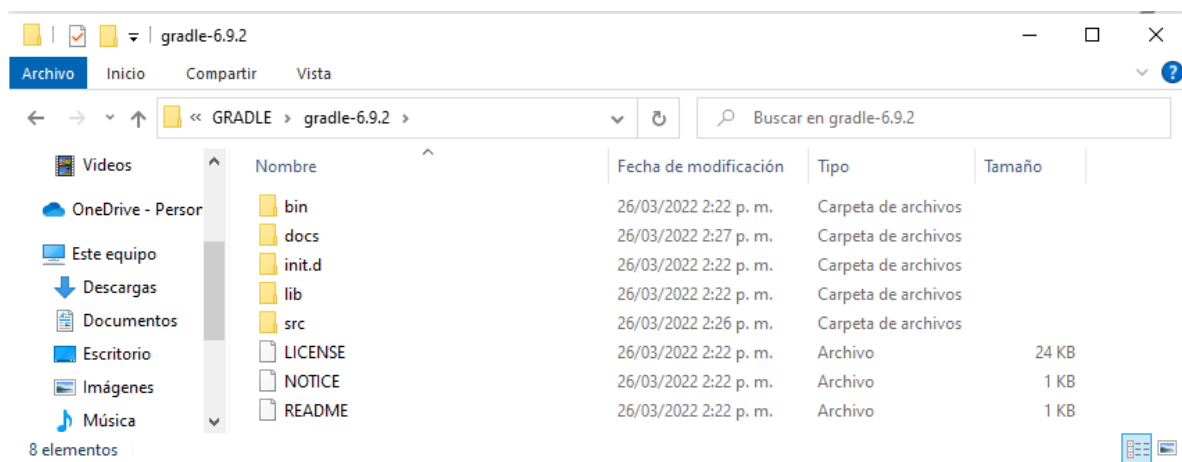 gradle-6.9.2
Archivo Inicio Compartir Vista
« GRADLE › gradle-6.9.2 › Buscar en gradle-6.9.2
Videos
OneDrive - Person
Este equipo
Descargas
Documentos
Escritorio
Imágenes
Música
Nombre Fecha de modificación Tipo Tamaño
bin 26/03/2022 2:22 p. m. Carpeta de archivos
docs 26/03/2022 2:27 p. m. Carpeta de archivos
init.d 26/03/2022 2:22 p. m. Carpeta de archivos
lib 26/03/2022 2:22 p. m. Carpeta de archivos
src 26/03/2022 2:26 p. m. Carpeta de archivos
LICENSE 26/03/2022 2:22 p. m. Archivo 24 KB
NOTICE 26/03/2022 2:22 p. m. Archivo 1 KB
README 26/03/2022 2:22 p. m. Archivo 1 KB
8 elementos